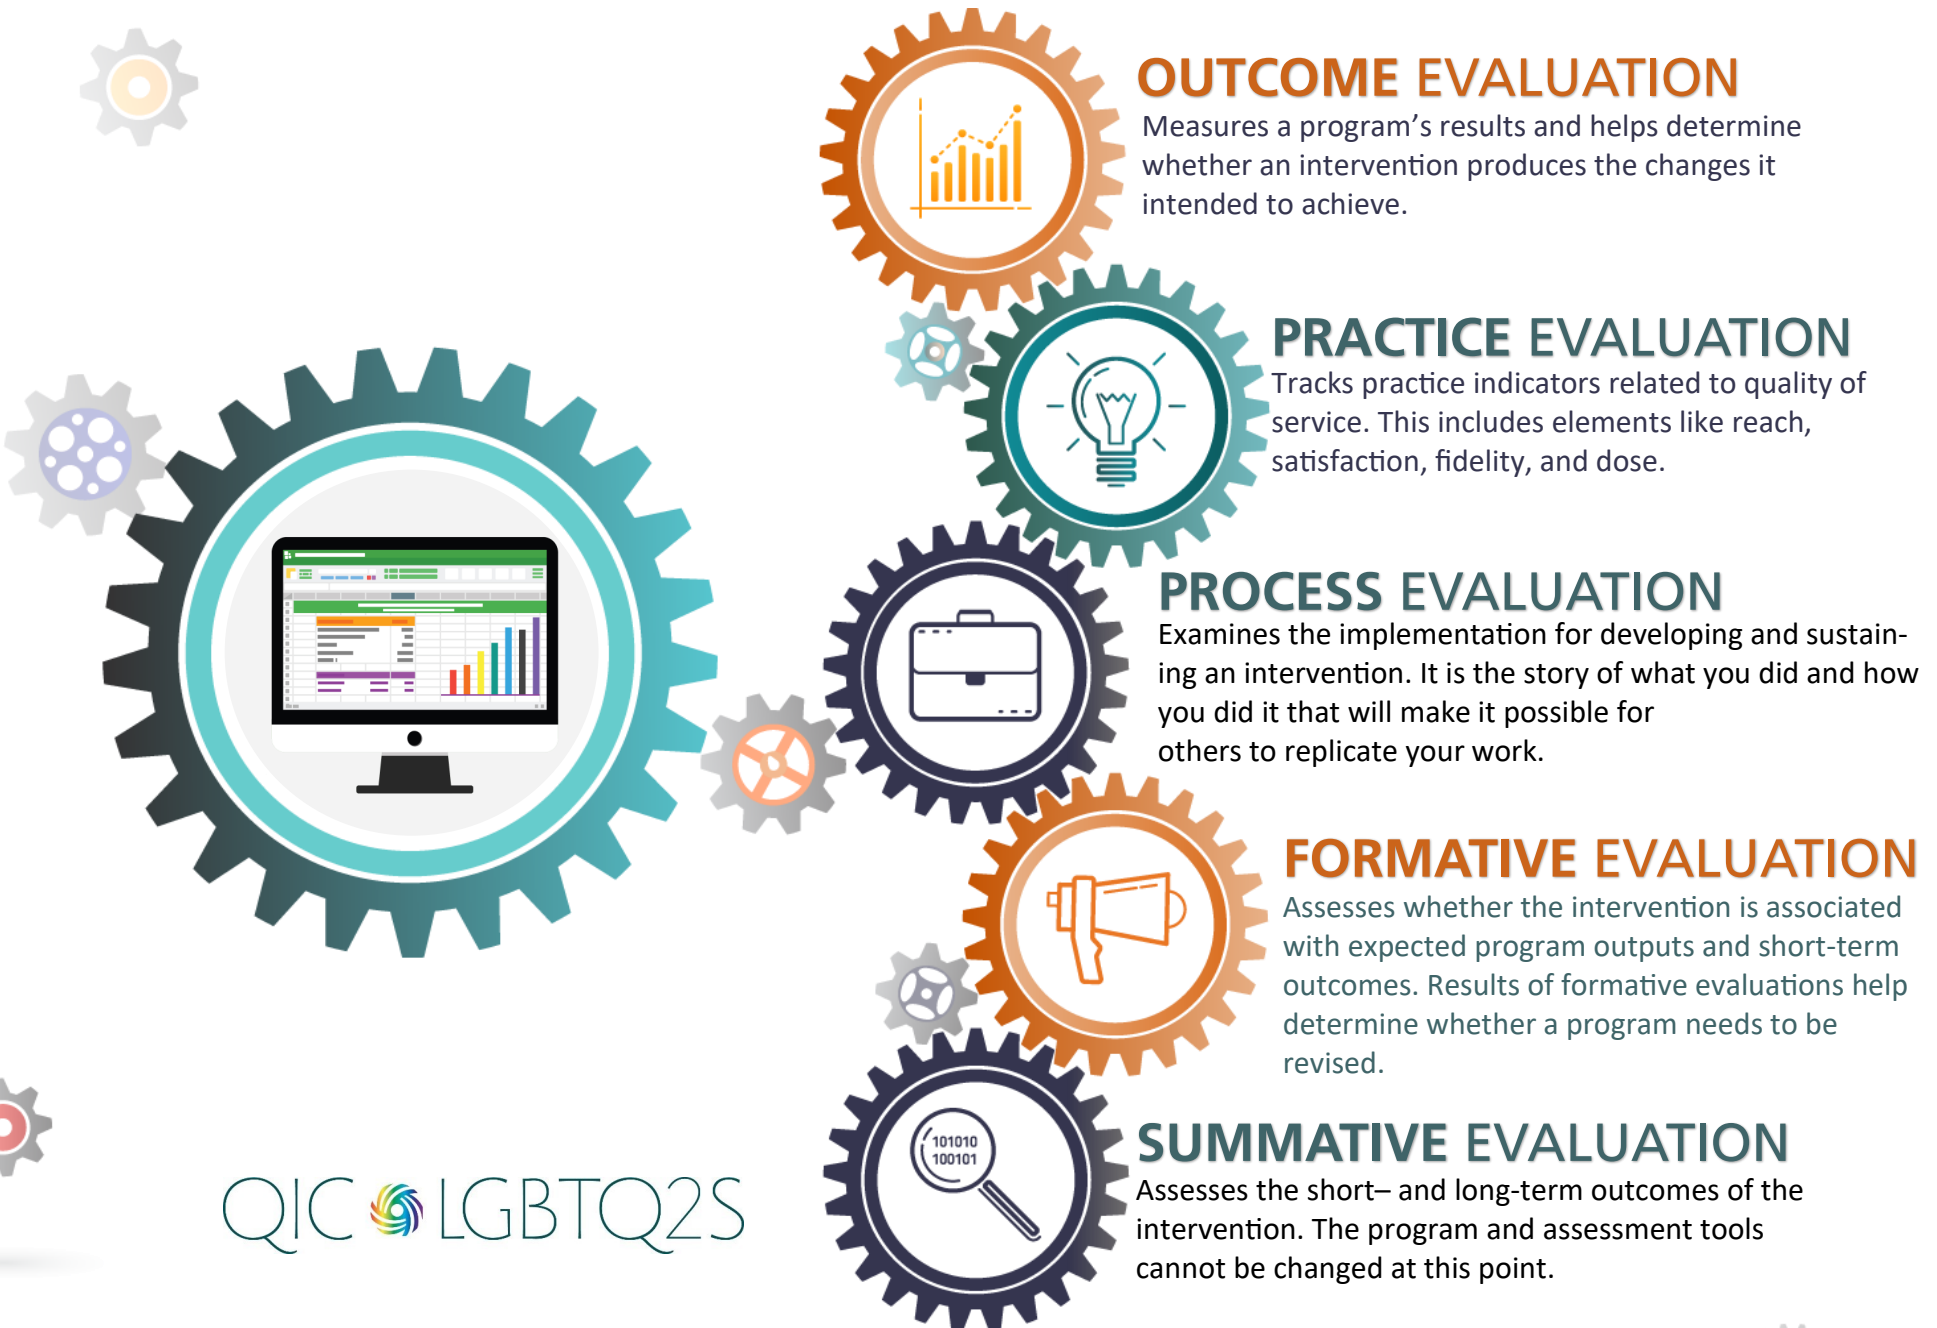 OUTCOME EVALUATION
Measures a program’s results and helps determine
whether an intervention produces the changes it
intended to achieve.
PRACTICE EVALUATION
Tracks practice indicators related to quality of
service. This includes elements like reach,
satisfaction, fidelity, and dose.
PROCESS EVALUATION
Examines the implementation for developing and sustain-
ing an intervention. It is the story of what you did and how
you did it that will make it possible for
others to replicate your work.
FORMATIVE EVALUATION
Assesses whether the intervention is associated
with expected program outputs and short-term
outcomes. Results of formative evaluations help
determine whether a program needs to be
revised.
SUMMATIVE EVALUATION
Assesses the short– and long-term outcomes of the
intervention. The program and assessment tools
cannot be changed at this point.
101010
100101
QIC LGBTQ2S